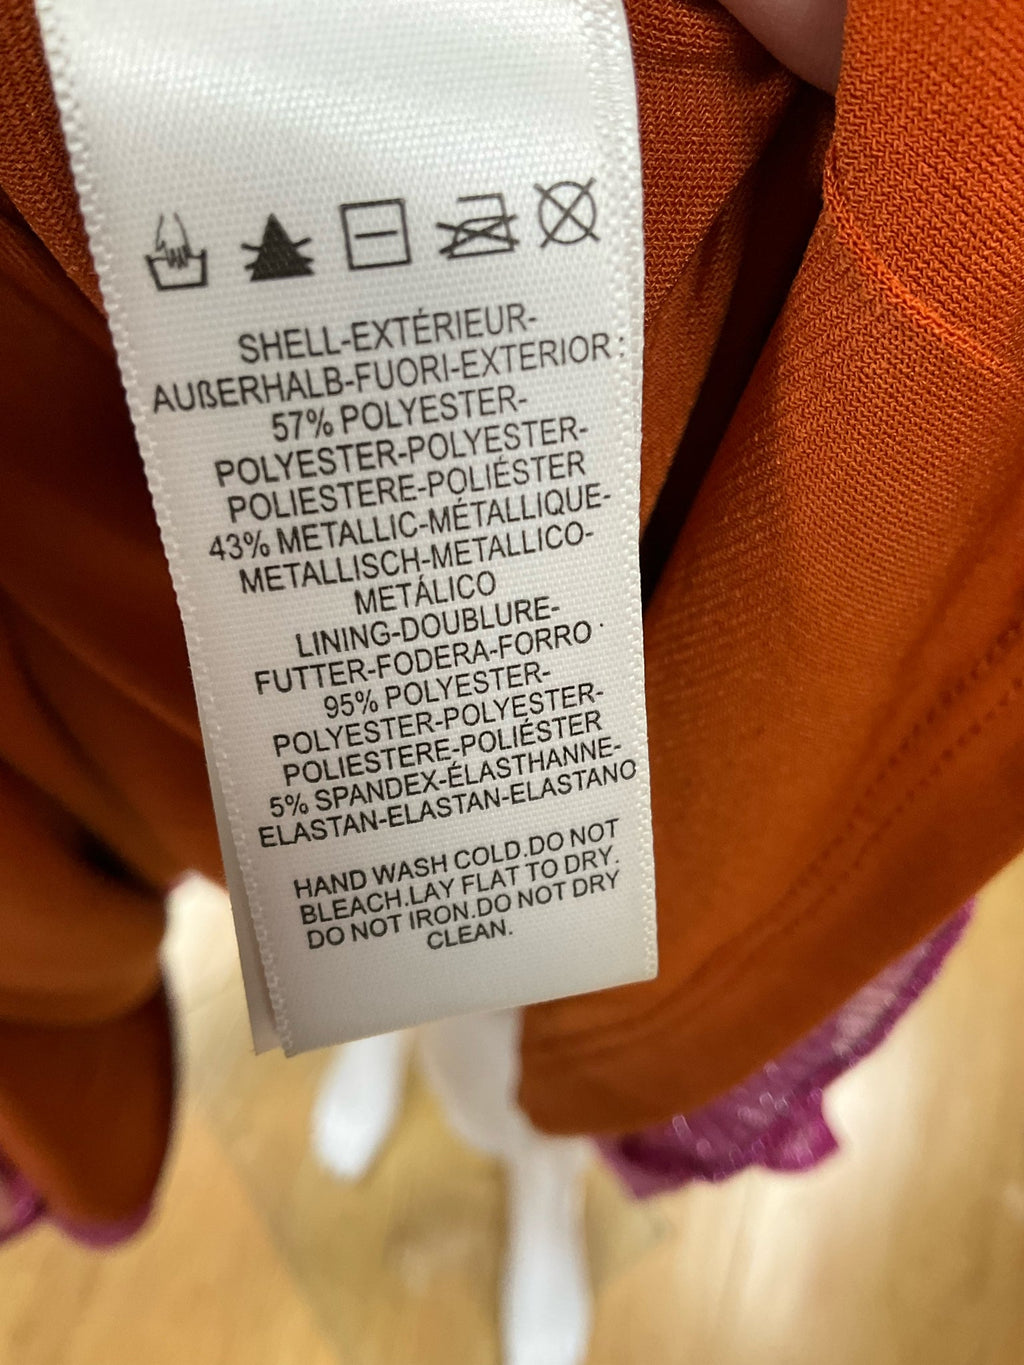 SHELL-EXTÉRIEUR-
AUßERHALB-FUORI-EXTERIOR:
57% POLYESTER-
POLYESTER-POLYESTER-
POLIESTERE-POLIÉSTER
43% METALLIC-MÉTALLIQUE-
METALLISCH-METALLICO-
METÁLICO
LINING-DOUBLURE-
FUTTER-FODERA-FORRO :
95% POLYESTER-
POLYESTER-POLYESTER-
POLIESTERE-POLIÉSTER
5% SPANDEX-ÉLASTHANNE-
ELASTAN-ELASTAN-ELASTANO
HAND WASH COLD.DO NOT
BLEACH.LAY FLAT TO DRY.
DO NOT IRON.DO NOT DRY
CLEAN.